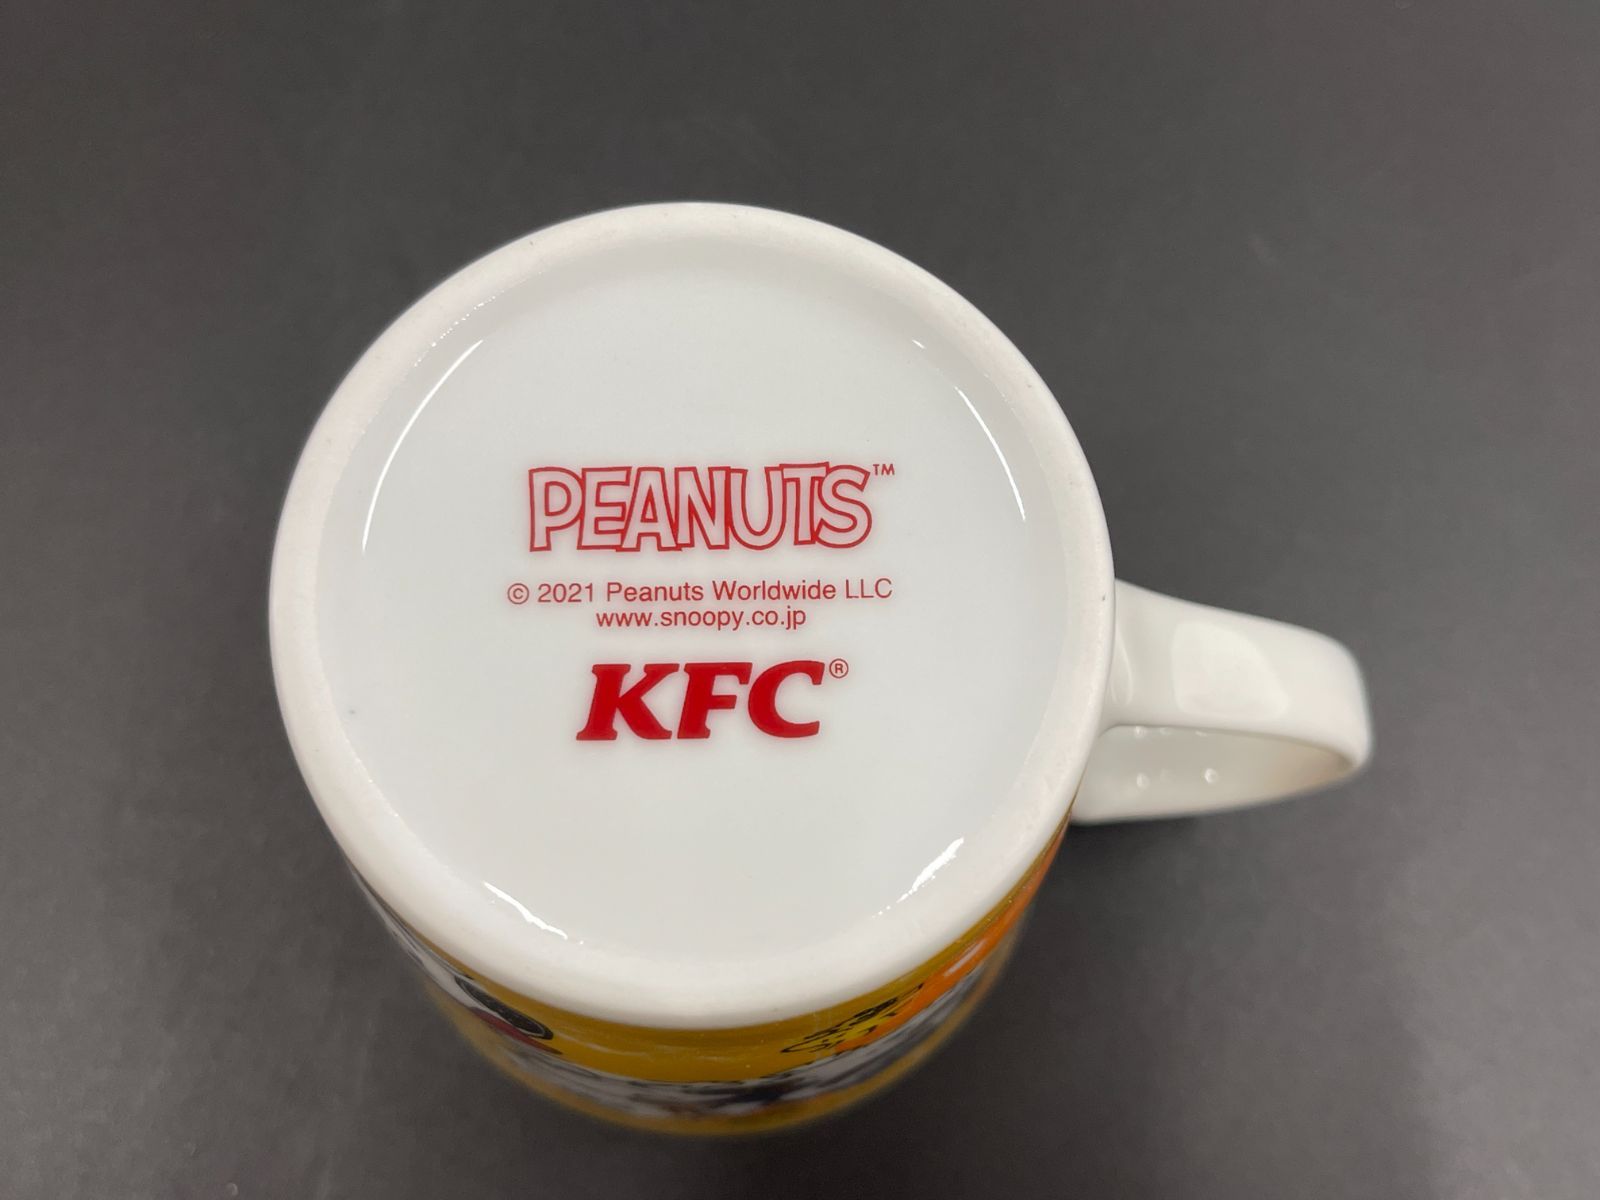 PEANUTS™
© 2021 Peanuts Worldwide LLC
www.snoopy.co.jp
KFC®